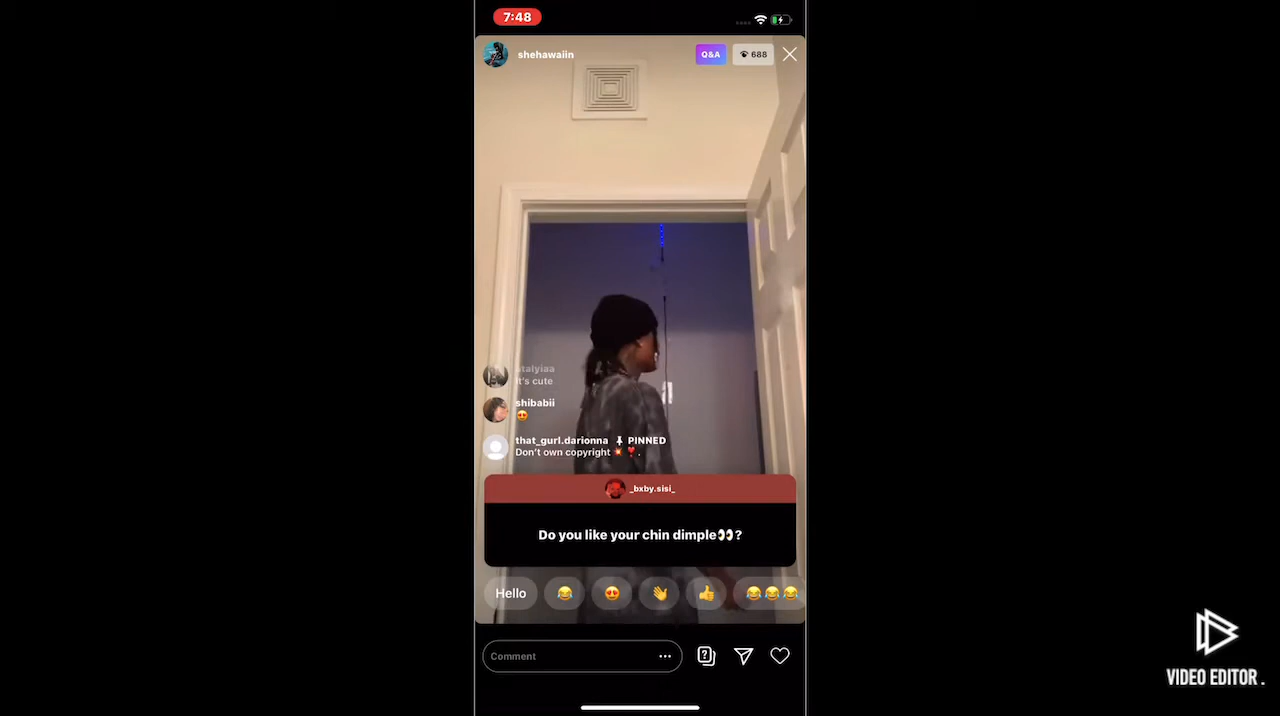 7:48
shehawaiin
Q&A
688
It's cute
shibabii
😍
that_gurl.darionna PINNED
Don't own copyright 💥❣️.
_bxby.sisi_
Do you like your chin dimple👀?
Hello
😂
😍
👋
👍
😂😂😂
Comment
VIDEO EDITOR .